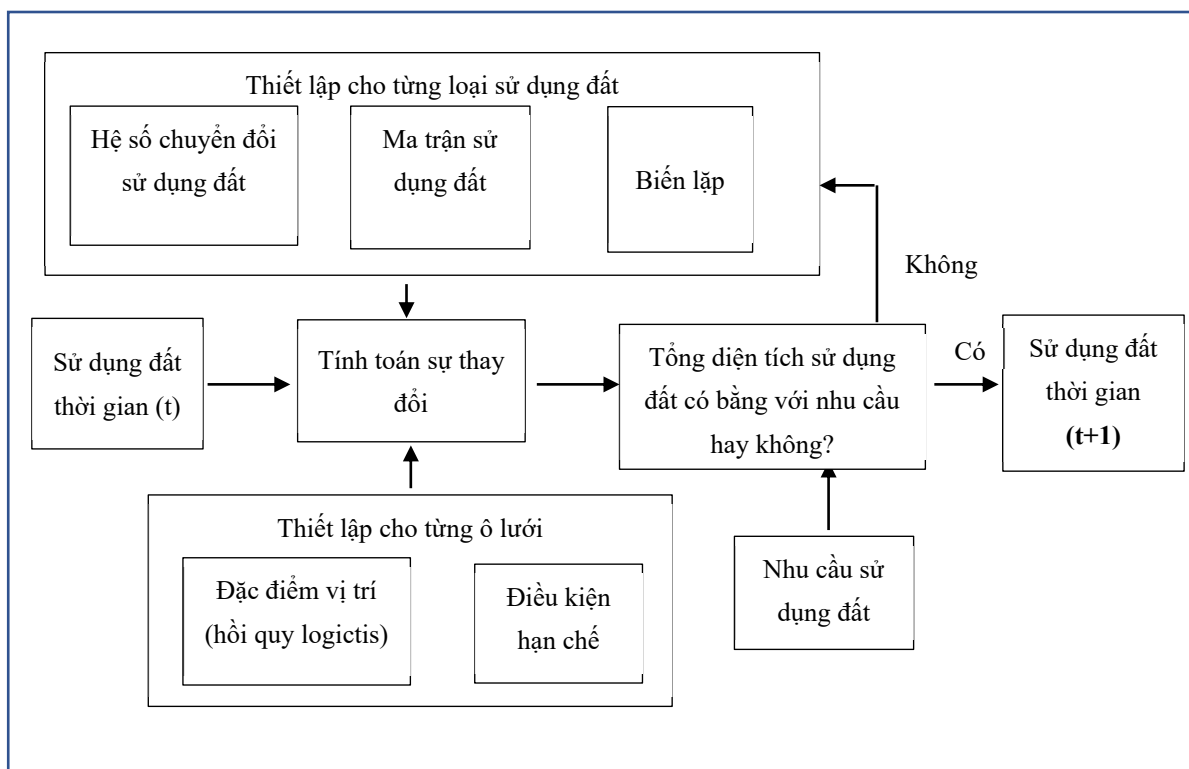 Thiết lập cho từng loại sử dụng đất
Hệ số chuyển đổi
sử dụng đất
Ma trận sử
dụng đất
Biến lặp
Không
Sử dụng đất
thời gian (t)
Tính toán sự thay
đổi
Tổng diện tích sử dụng
đất có bằng với nhu cầu
hay không?
Có
Sử dụng đất
thời gian
(t+1)
Thiết lập cho từng ô lưới
Đặc điểm vị trí
(hồi quy logictis)
Điều kiện
hạn chế
Nhu cầu sử
dụng đất